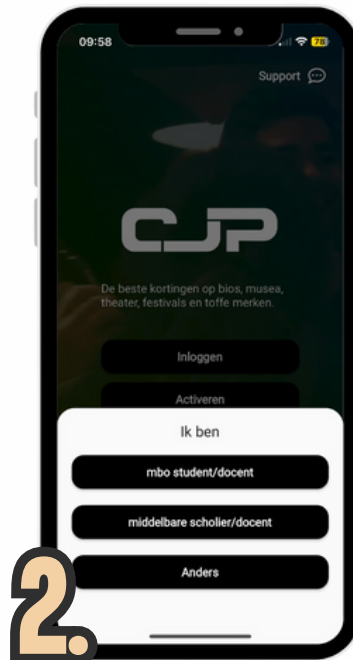 09:58
78
Support
CJP
De beste kortingen op bios, musea,
theater, festivals en toffe merken.
Inloggen
Activeren
Ik ben
mbo student/docent
middelbare scholier/docent
Anders
2.